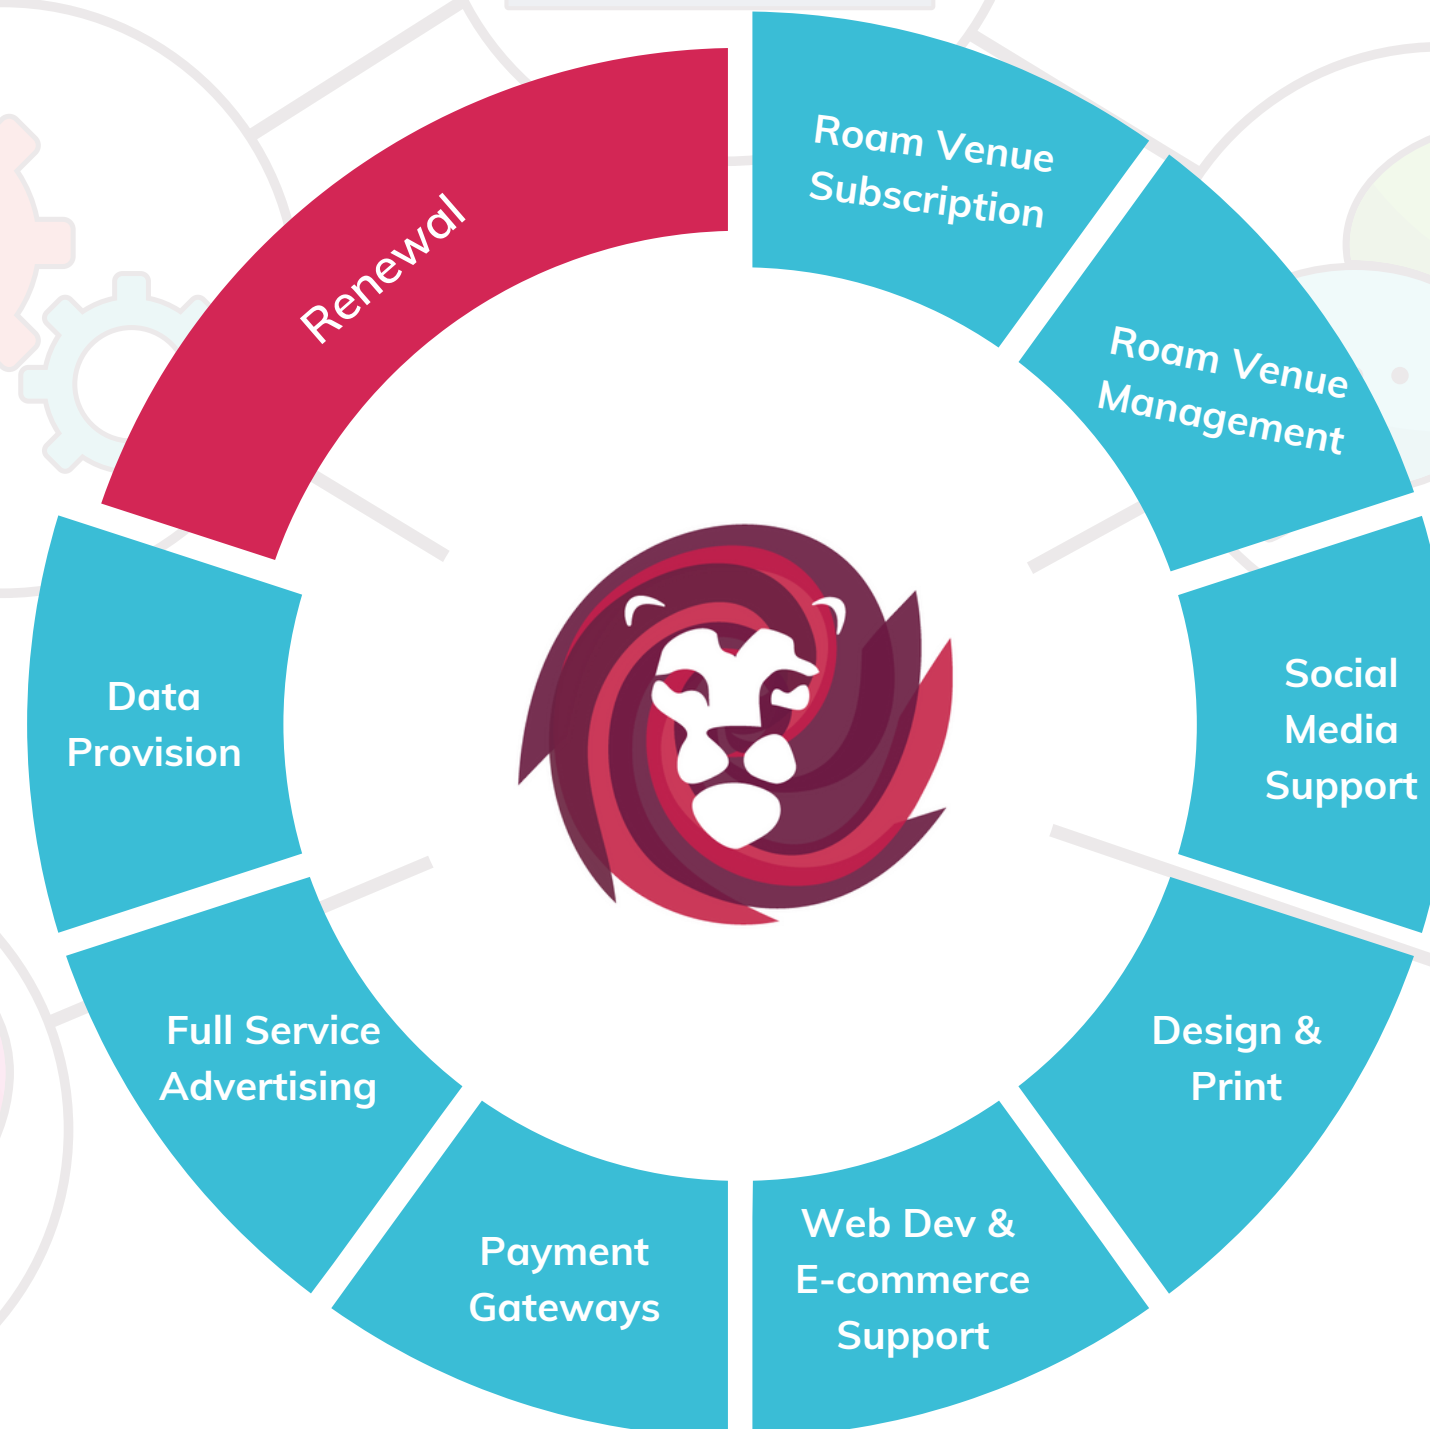 Roam Venue
Subscription
Roam Venue
Management
Social
Media
Support
Design &
Print
Web Dev &
E-commerce
Support
Payment
Gateways
Full Service
Advertising
Data
Provision
Renewal